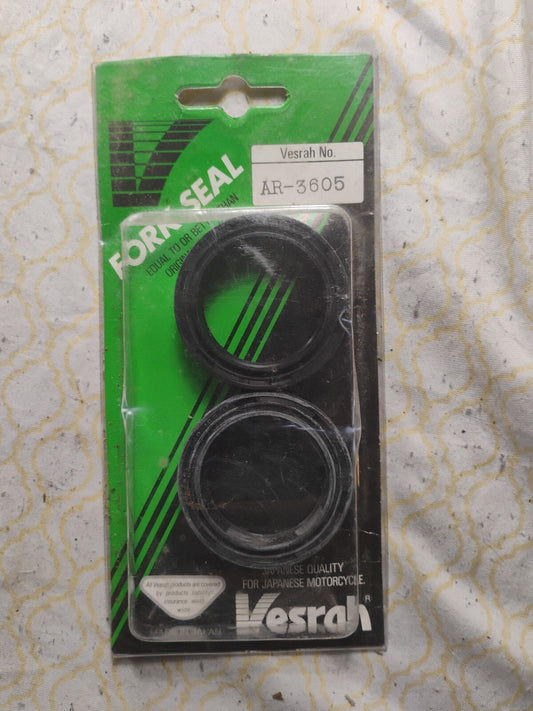 Vesrah No.
AR-3605
FORK SEAL
EQUAL TO OR THAN
JAPANESE QUALITY
FOR JAPANESE MOTORCYCLE.
All Vesrah products are covered
by products liability
insurance world
wide
Vesrah®